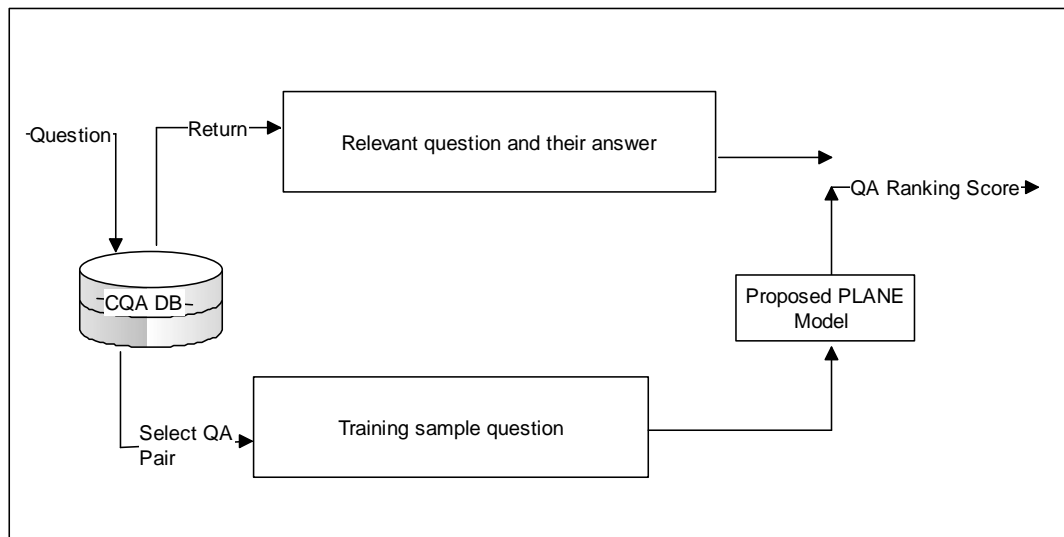 Question
Return
Relevant question and their answer
QA Ranking Score
CQA DB
Proposed PLANE
Model
Select QA
Pair
Training sample question